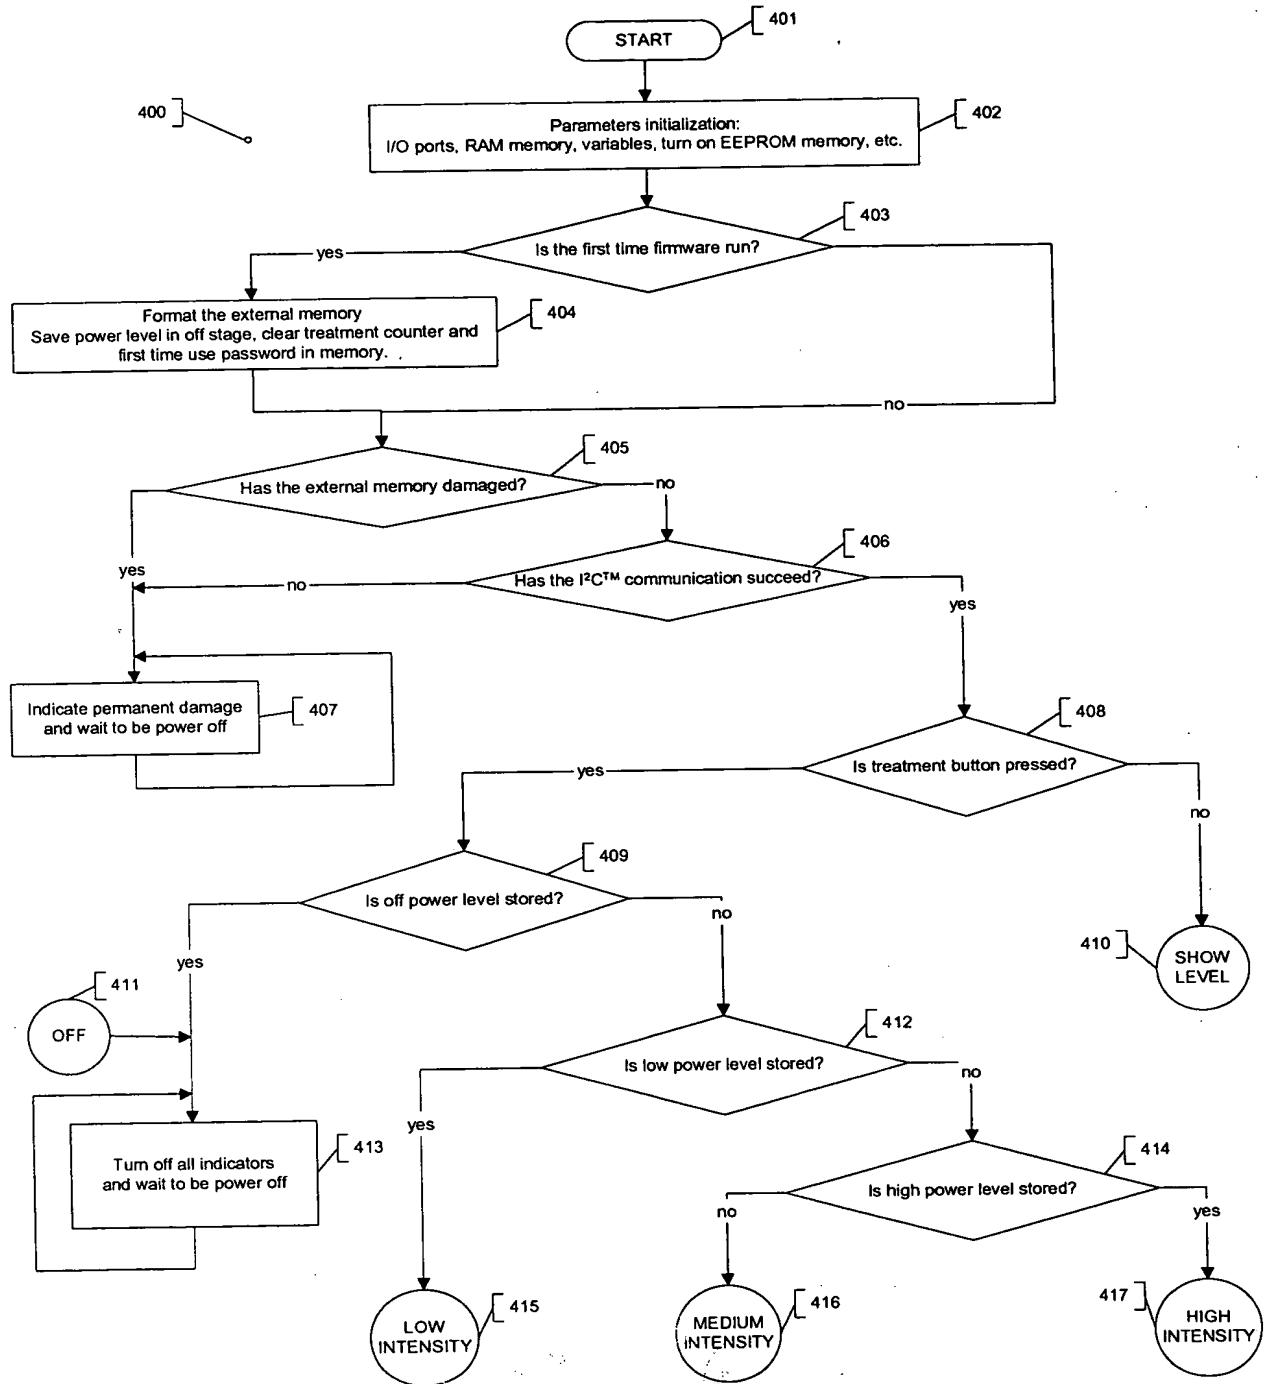 401
START
400
402
Parameters initialization:
I/O ports, RAM memory, variables, turn on EEPROM memory, etc.
403
Is the first time firmware run?
yes
404
Format the external memory
Save power level in off stage, clear treatment counter and
first time use password in memory.
no
405
Has the external memory damaged?
no
406
yes
Has the I²C™ communication succeed?
no
yes
Indicate permanent damage
and wait to be power off
407
408
Is treatment button pressed?
yes
no
409
Is off power level stored?
no
yes
410
SHOW
LEVEL
411
OFF
412
Is low power level stored?
no
yes
413
Turn off all indicators
and wait to be power off
414
Is high power level stored?
no
yes
415
LOW
INTENSITY
416
MEDIUM
INTENSITY
417
HIGH
INTENSITY